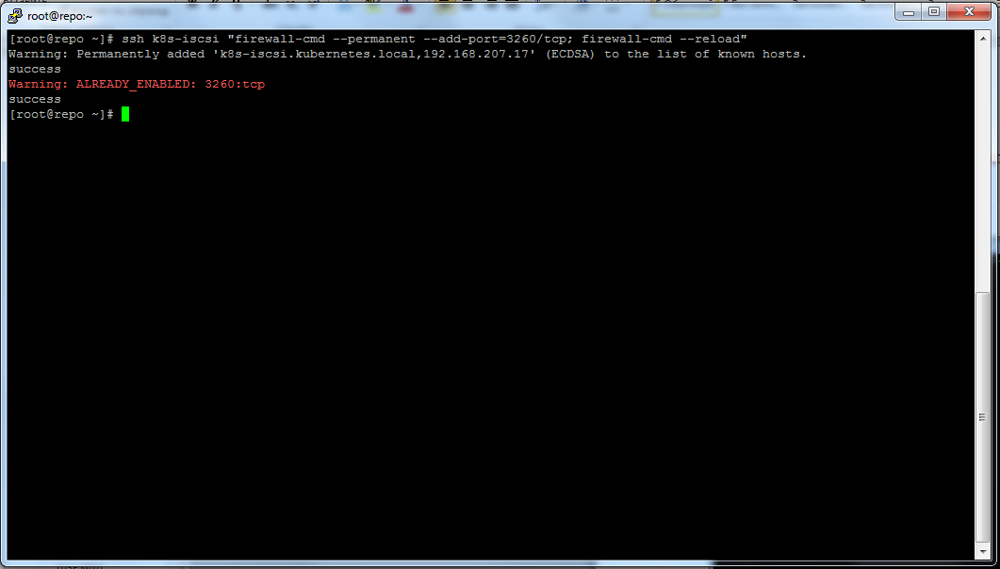 root@repo:~
[root@repo ~]# ssh k8s-iscsi "firewall-cmd --permanent --add-port=3260/tcp; firewall-cmd --reload"
Warning: Permanently added 'k8s-iscsi.kubernetes.local,192.168.207.17' (ECDSA) to the list of known hosts.
success
Warning: ALREADY_ENABLED: 3260:tcp
success
[root@repo ~]#